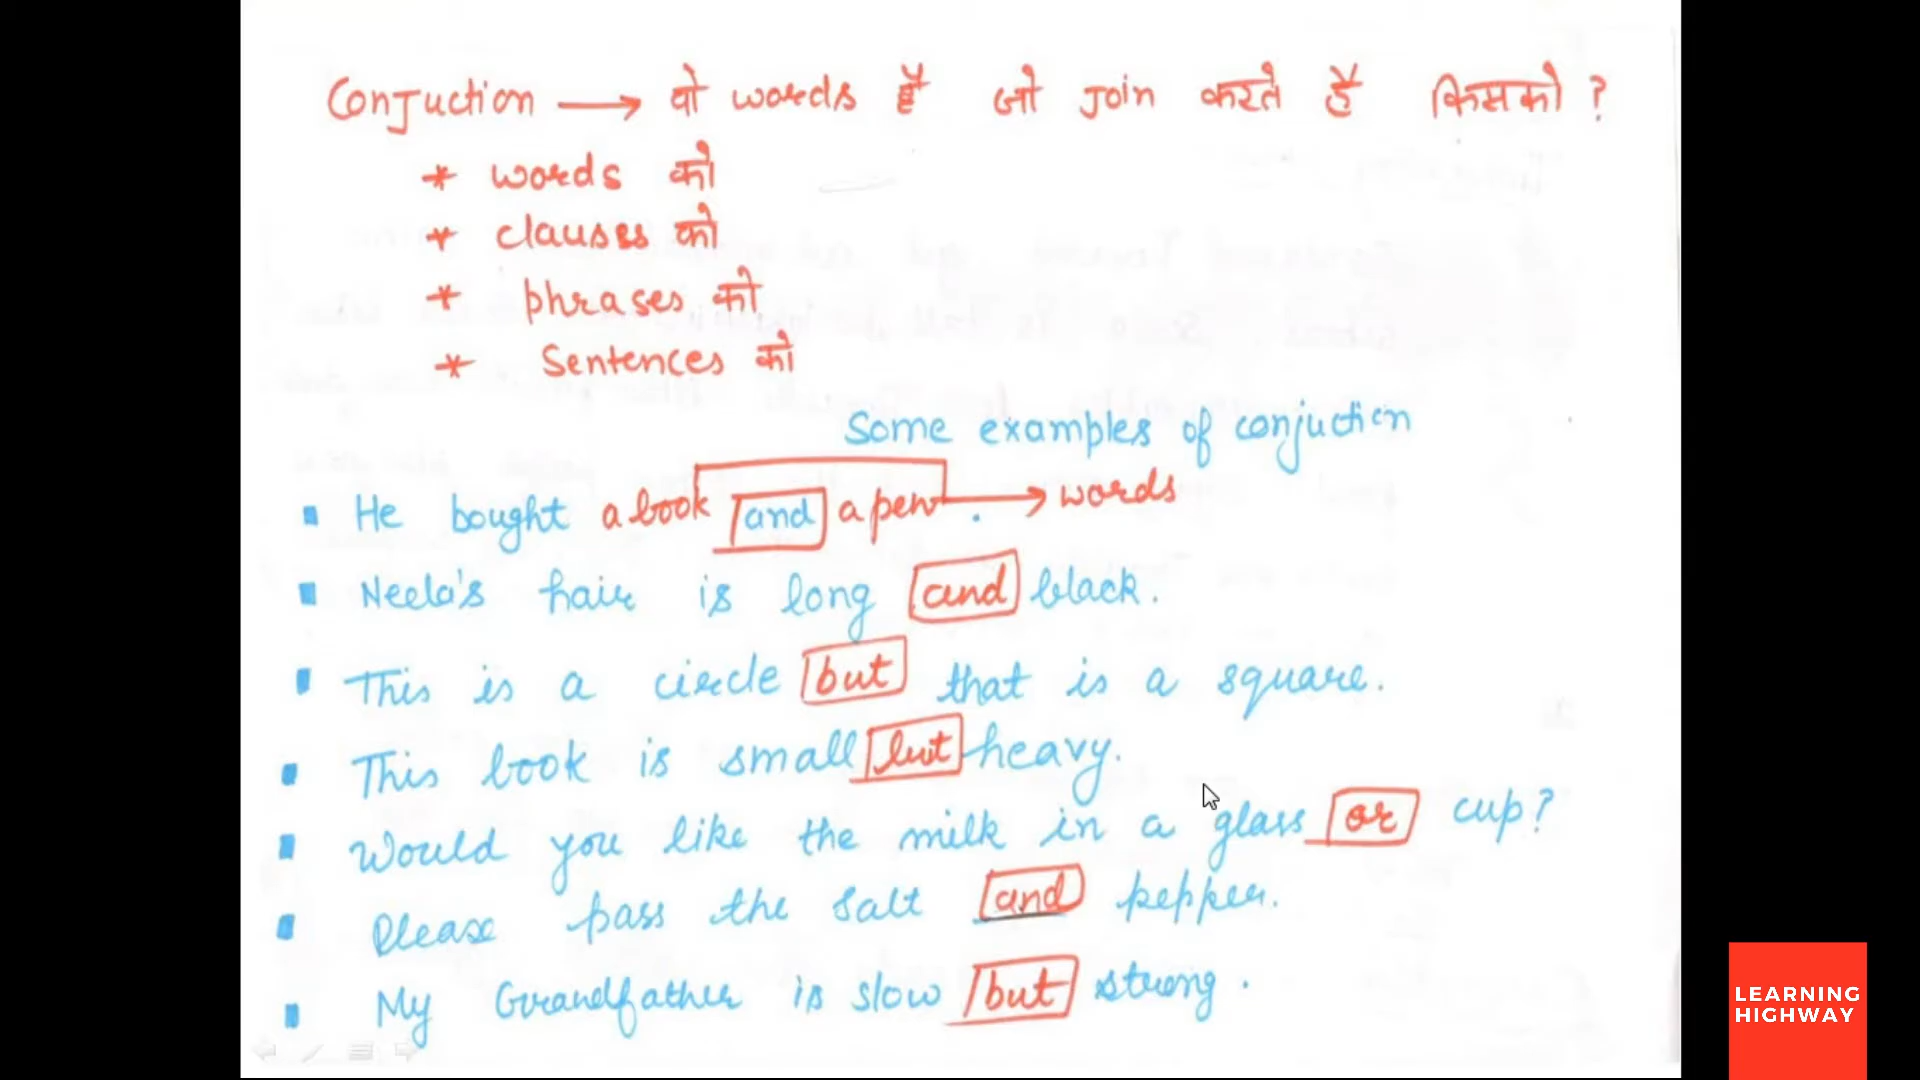 Conjuction → वो words हैं जो Join करते हैं किसको ?
* words को
* clauses को
* phrases को
* Sentences को
Some examples of conjuction
▪ He bought a book and a pen . → words
▪ Neela's hair is long and black.
▪ This is a circle but that is a square.
▪ This book is small but heavy.
▪ Would you like the milk in a glass or cup?
▪ Please pass the salt and pepper.
▪ My Grandfather is slow but strong.
LEARNING
HIGHWAY